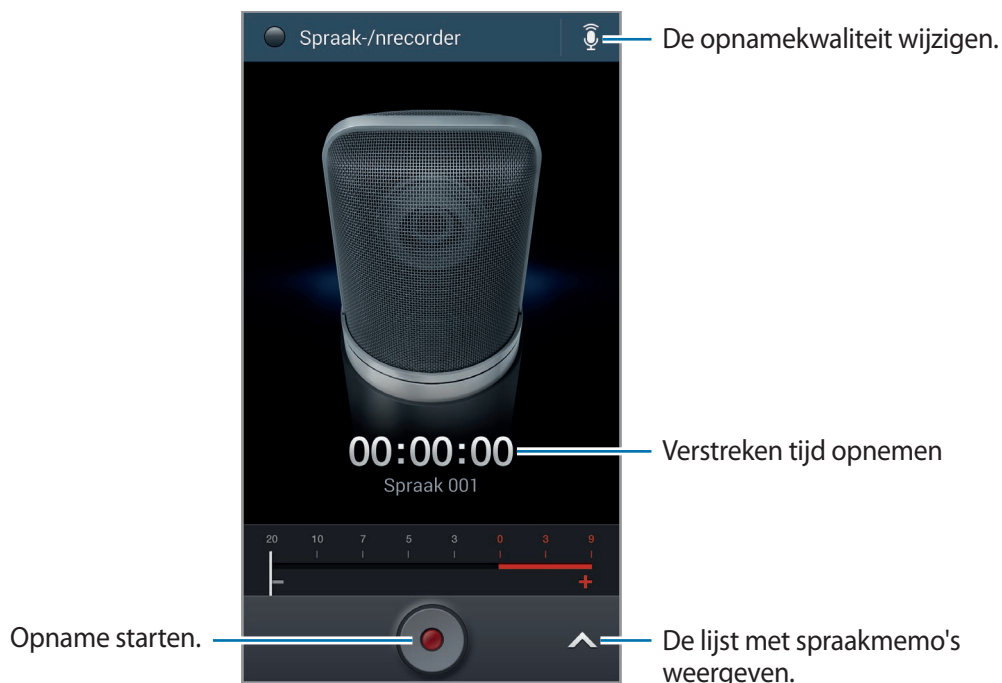 Spraak-/nrecorder
De opnamekwaliteit wijzigen.
00:00:00
Verstreken tijd opnemen
Spraak 001
20 10 7 5 3 0 3 9
− +
Opname starten.
De lijst met spraakmemo's
weergeven.